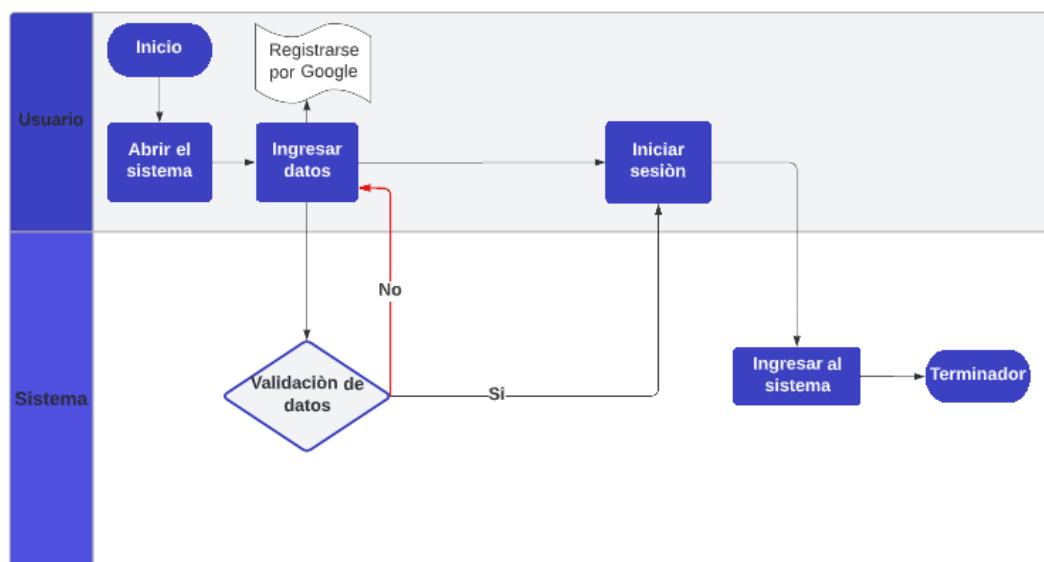 Usuario
Inicio
Registrarse
por Google
Abrir el
sistema
Ingresar
datos
Iniciar
sesiòn
No
Sistema
Validaciòn de
datos
Si
Ingresar al
sistema
Terminador